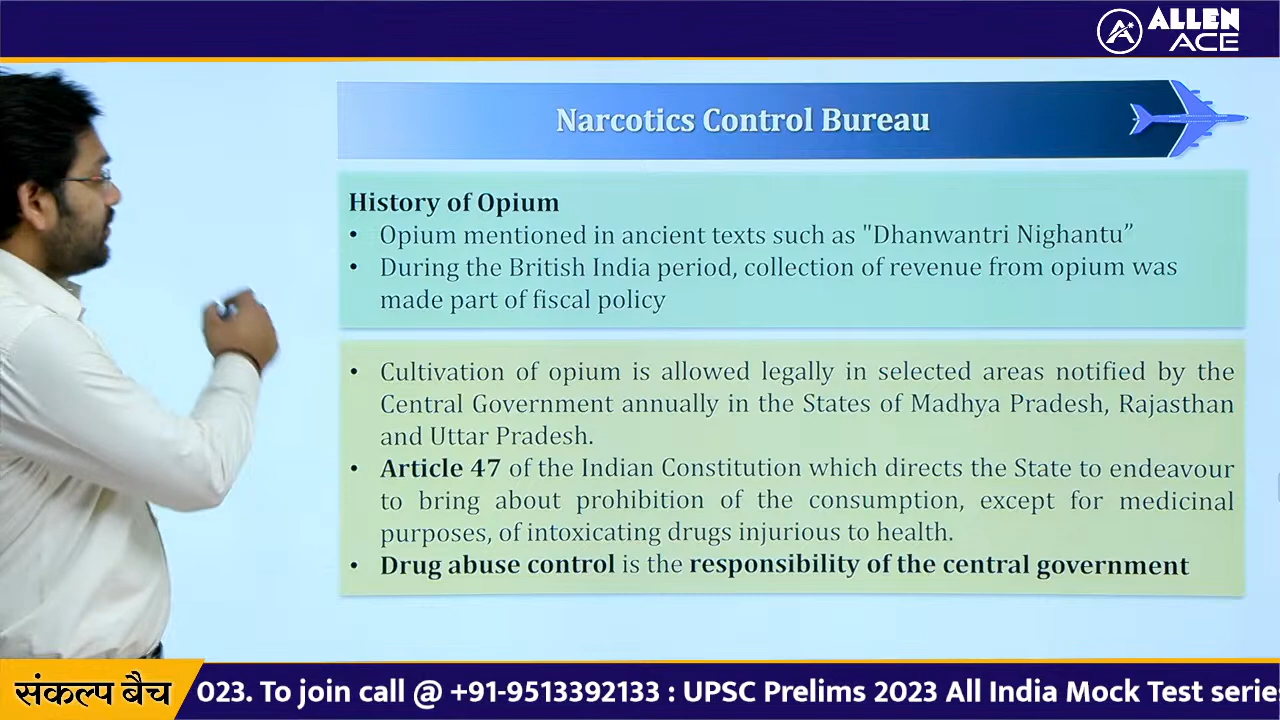 ALLEN
ACE
Narcotics Control Bureau
History of Opium
• Opium mentioned in ancient texts such as "Dhanwantri Nighantu”
• During the British India period, collection of revenue from opium was
made part of fiscal policy
• Cultivation of opium is allowed legally in selected areas notified by the
Central Government annually in the States of Madhya Pradesh, Rajasthan
and Uttar Pradesh.
• Article 47 of the Indian Constitution which directs the State to endeavour
to bring about prohibition of the consumption, except for medicinal
purposes, of intoxicating drugs injurious to health.
• Drug abuse control is the responsibility of the central government
संकल्प बैच
023. To join call @ +91-9513392133 : UPSC Prelims 2023 All India Mock Test serie